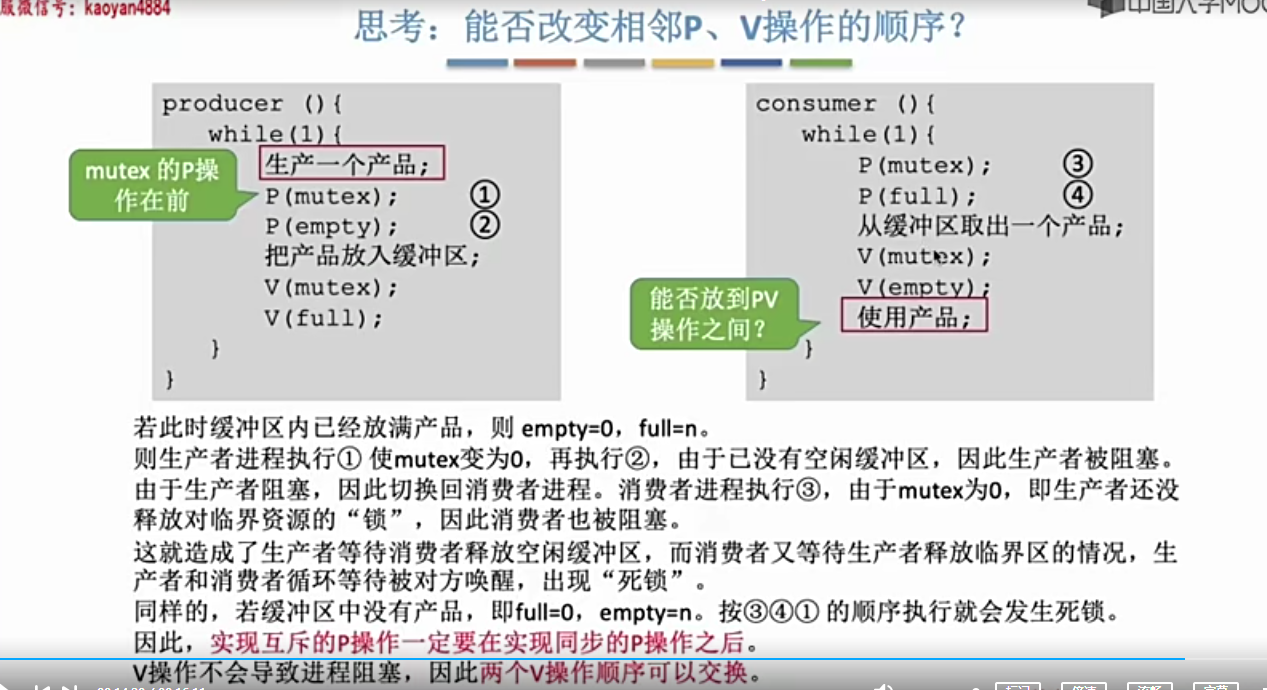 服微信号：kaoyan4884
中国大学MOO
思考：能否改变相邻P、V操作的顺序？
producer (){
while(1){
生产一个产品;
mutex 的P操
作在前
P(mutex); ①
P(empty); ②
把产品放入缓冲区;
V(mutex);
V(full);
}
}
consumer (){
while(1){
P(mutex); ③
P(full); ④
从缓冲区取出一个产品;
V(mutex);
V(empty);
能否放到PV
操作之间？
使用产品;
}
}
若此时缓冲区内已经放满产品，则 empty=0，full=n。
则生产者进程执行① 使mutex变为0，再执行②，由于已没有空闲缓冲区，因此生产者被阻塞。
由于生产者阻塞，因此切换回消费者进程。消费者进程执行③，由于mutex为0，即生产者还没
释放对临界资源的“锁”，因此消费者也被阻塞。
这就造成了生产者等待消费者释放空闲缓冲区，而消费者又等待生产者释放临界区的情况，生
产者和消费者循环等待被对方唤醒，出现“死锁”。
同样的，若缓冲区中没有产品，即full=0，empty=n。按③④① 的顺序执行就会发生死锁。
因此，实现互斥的P操作一定要在实现同步的P操作之后。
V操作不会导致进程阻塞，因此两个V操作顺序可以交换。